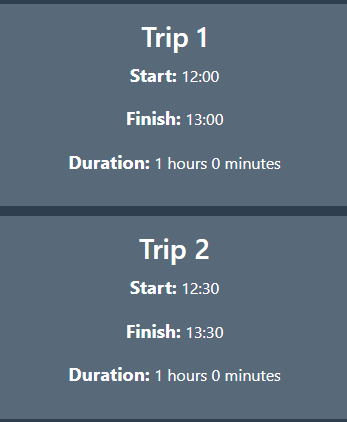 Trip 1
Start: 12:00
Finish: 13:00
Duration: 1 hours 0 minutes
Trip 2
Start: 12:30
Finish: 13:30
Duration: 1 hours 0 minutes